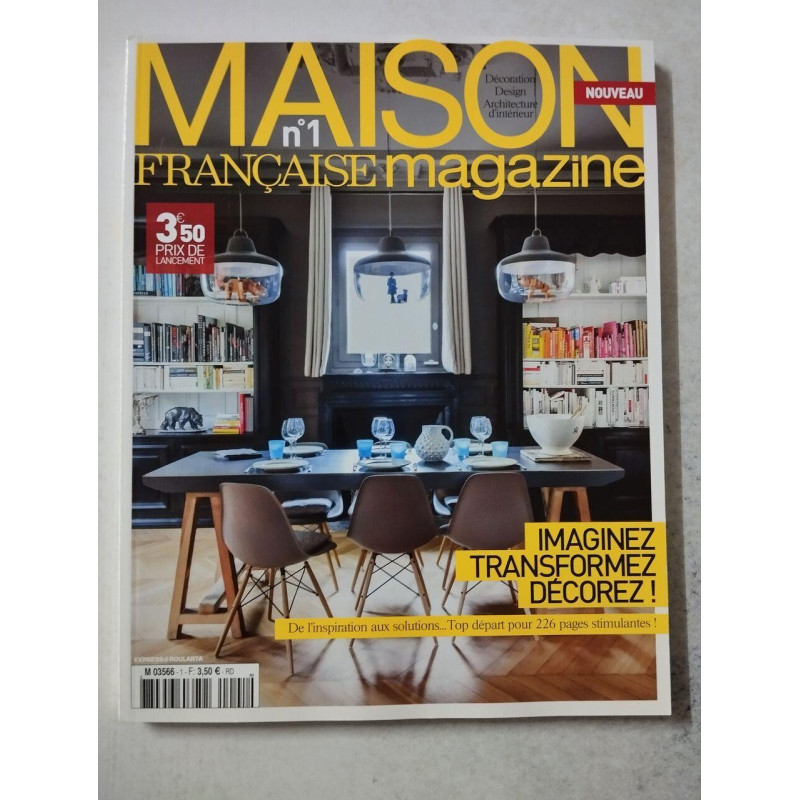 MAISON
n°1
Décoration
Design
Architecture
d'intérieur
NOUVEAU
FRANÇAISE magazine
3€50
PRIX DE
LANCEMENT
IMAGINEZ
TRANSFORMEZ
DÉCOREZ !
De l'inspiration aux solutions...Top départ pour 226 pages stimulantes !
EXPRESS // ROULARTA
M 03566 - 1 - F: 3,50 € - RD